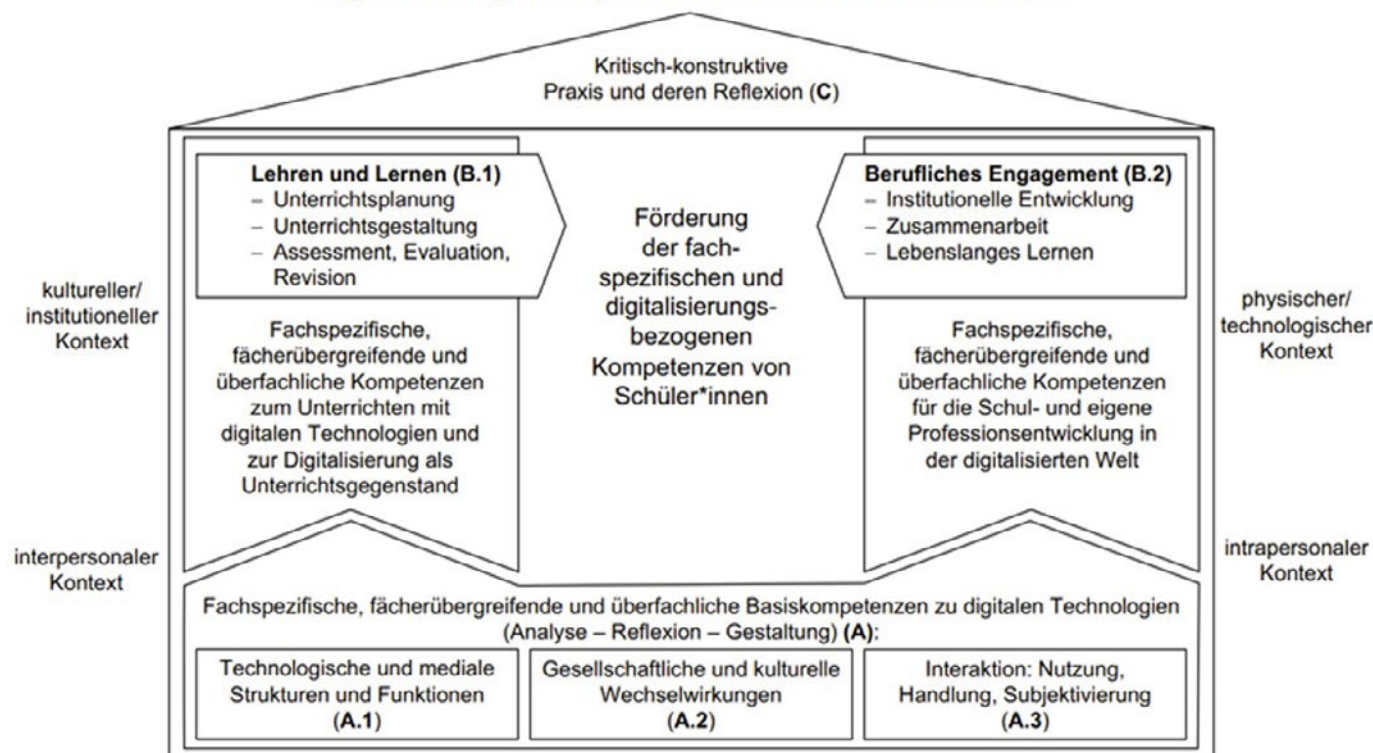 Kritisch-konstruktive
Praxis und deren Reflexion (C)
Lehren und Lernen (B.1)
– Unterrichtsplanung
– Unterrichtsgestaltung
– Assessment, Evaluation,
Revision
Förderung
der fach-
spezifischen und
digitalisierungs-
bezogenen
Kompetenzen von
Schüler*innen
Berufliches Engagement (B.2)
– Institutionelle Entwicklung
– Zusammenarbeit
– Lebenslanges Lernen
kultureller/
institutioneller
Kontext
Fachspezifische,
fächerübergreifende und
überfachliche Kompetenzen
zum Unterrichten mit
digitalen Technologien und
zur Digitalisierung als
Unterrichtsgegenstand
Fachspezifische,
fächerübergreifende und
überfachliche Kompetenzen
für die Schul- und eigene
Professionsentwicklung in
der digitalisierten Welt
physischer/
technologischer
Kontext
interpersonaler
Kontext
intrapersonaler
Kontext
Fachspezifische, fächerübergreifende und überfachliche Basiskompetenzen zu digitalen Technologien
(Analyse – Reflexion – Gestaltung) (A):
Technologische und mediale
Strukturen und Funktionen
(A.1)
Gesellschaftliche und kulturelle
Wechselwirkungen
(A.2)
Interaktion: Nutzung,
Handlung, Subjektivierung
(A.3)